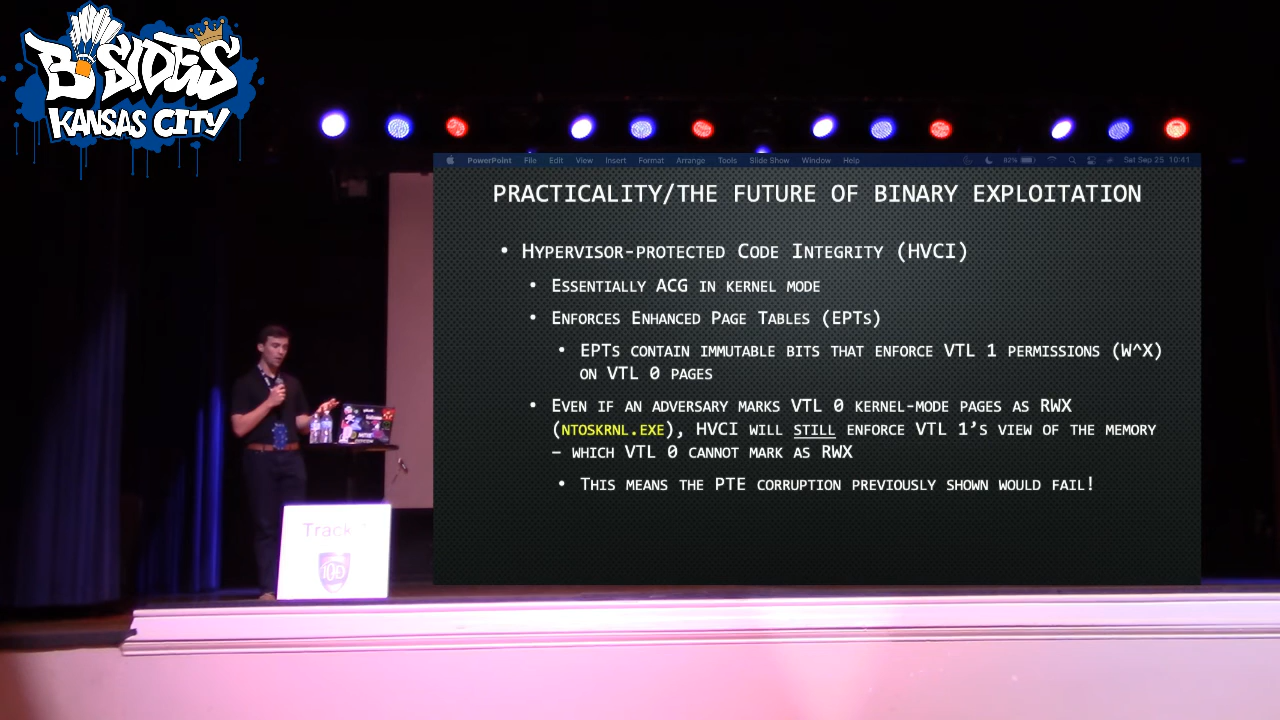 B-SIDES
KANSAS CITY
PowerPoint File Edit View Insert Format Arrange Tools Slide Show Window Help 82% Sat Sep 25 10:41
PRACTICALITY/THE FUTURE OF BINARY EXPLOITATION
• HYPERVISOR-PROTECTED CODE INTEGRITY (HVCI)
• ESSENTIALLY ACG IN KERNEL MODE
• ENFORCES ENHANCED PAGE TABLES (EPTS)
• EPTS CONTAIN IMMUTABLE BITS THAT ENFORCE VTL 1 PERMISSIONS (W^X)
ON VTL 0 PAGES
• EVEN IF AN ADVERSARY MARKS VTL 0 KERNEL-MODE PAGES AS RWX
(NTOSKRNL.EXE), HVCI WILL STILL ENFORCE VTL 1'S VIEW OF THE MEMORY
– WHICH VTL 0 CANNOT MARK AS RWX
• THIS MEANS THE PTE CORRUPTION PREVIOUSLY SHOWN WOULD FAIL!
Track